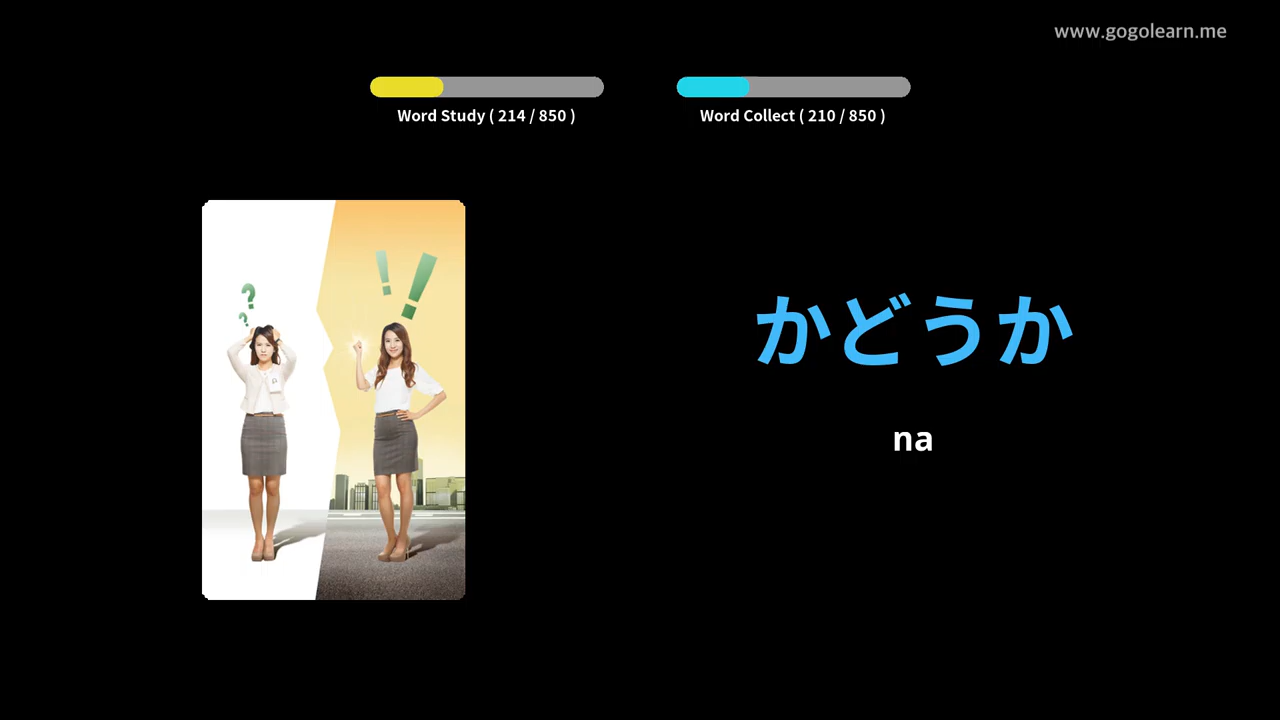 www.gogolearn.me
Word Study ( 214 / 850 )
Word Collect ( 210 / 850 )
? ?
! !
かどうか
na